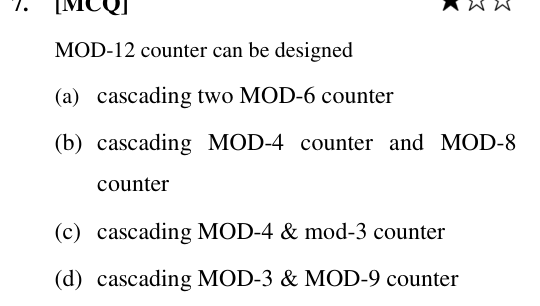 7. [MCQ] ★☆☆
MOD-12 counter can be designed
(a) cascading two MOD-6 counter
(b) cascading MOD-4 counter and MOD-8
counter
(c) cascading MOD-4 & mod-3 counter
(d) cascading MOD-3 & MOD-9 counter